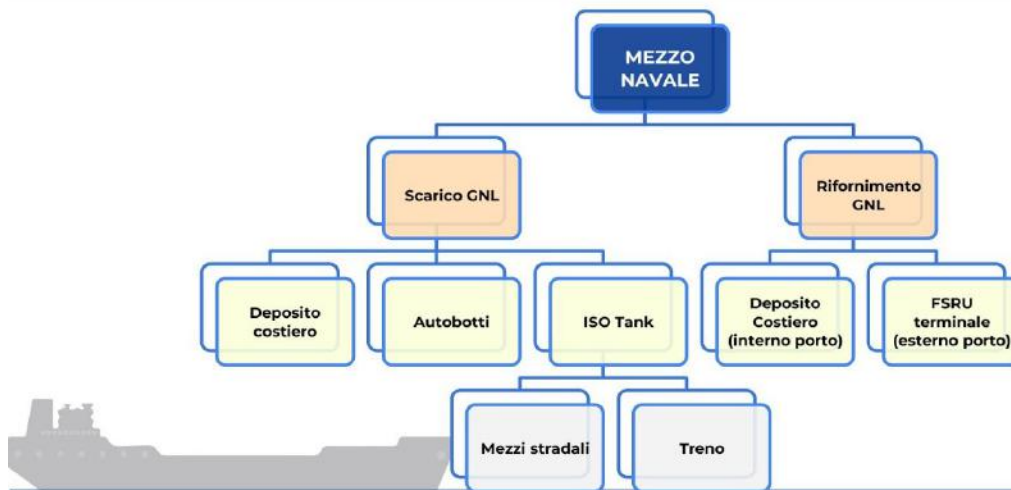 MEZZO
NAVALE
Scarico GNL
Rifornimento
GNL
Deposito
costiero
Autobotti
ISO Tank
Deposito
Costiero
(interno porto)
FSRU
terminale
(esterno porto)
Mezzi stradali
Treno